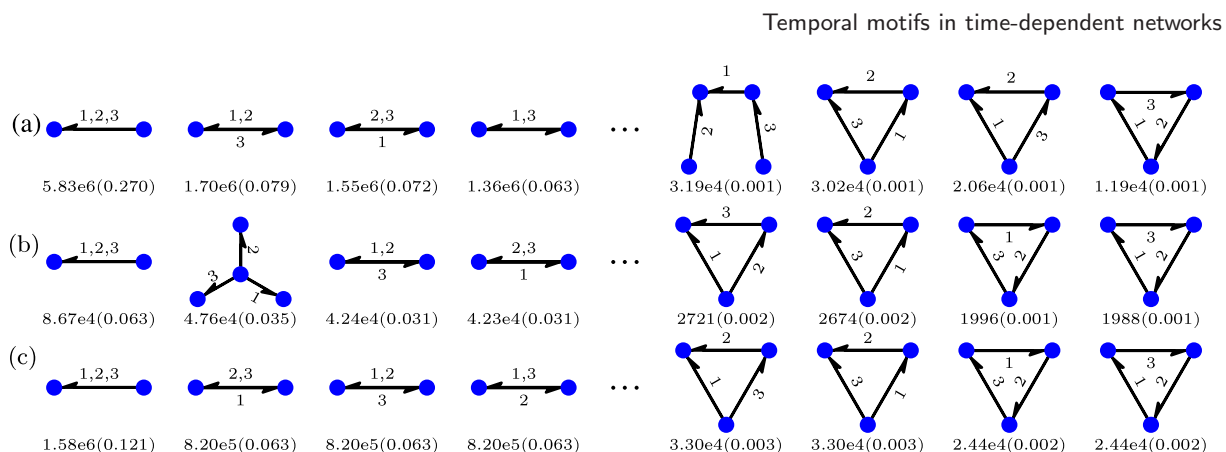 Temporal motifs in time-dependent networks
1 2 2
(a) 1,2,3 1,2 2,3 1,3 ... 2 3 3 1 1 3 3 1 2
3 1
5.83e6(0.270) 1.70e6(0.079) 1.55e6(0.072) 1.36e6(0.063) 3.19e4(0.001) 3.02e4(0.001) 2.06e4(0.001) 1.19e4(0.001)
3 2 1 3
(b) 1,2,3 2 3 1 1,2 2,3 ... 1 2 3 1 3 2 1 2
3 1
8.67e4(0.063) 4.76e4(0.035) 4.24e4(0.031) 4.23e4(0.031) 2721(0.002) 2674(0.002) 1996(0.001) 1988(0.001)
2 2 1 3
(c) 1,2,3 2,3 1,2 1,3 ... 1 3 3 1 3 2 1 2
1 3 2
1.58e6(0.121) 8.20e5(0.063) 8.20e5(0.063) 8.20e5(0.063) 3.30e4(0.003) 3.30e4(0.003) 2.44e4(0.002) 2.44e4(0.002)